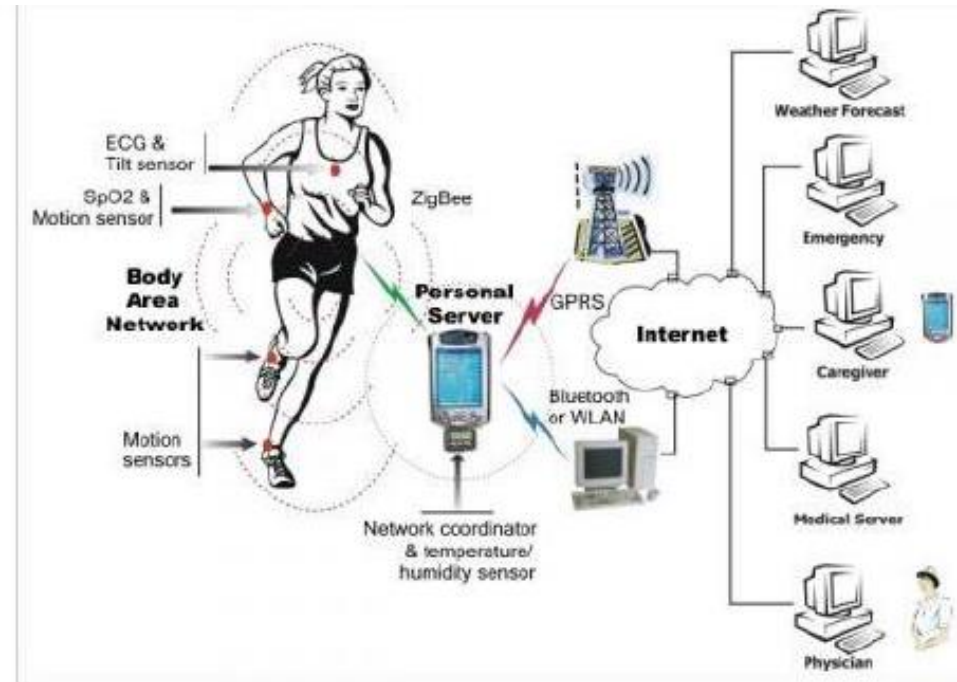 ECG &
Tilt sensor
SpO2 &
Motion sensor
Body
Area
Network
Motion
sensors
ZigBee
Personal
Server
Network coordinator
& temperature/
humidity sensor
GPRS
Bluetooth
or WLAN
Internet
Weather Forecast
Emergency
Caregiver
Medical Server
Physician